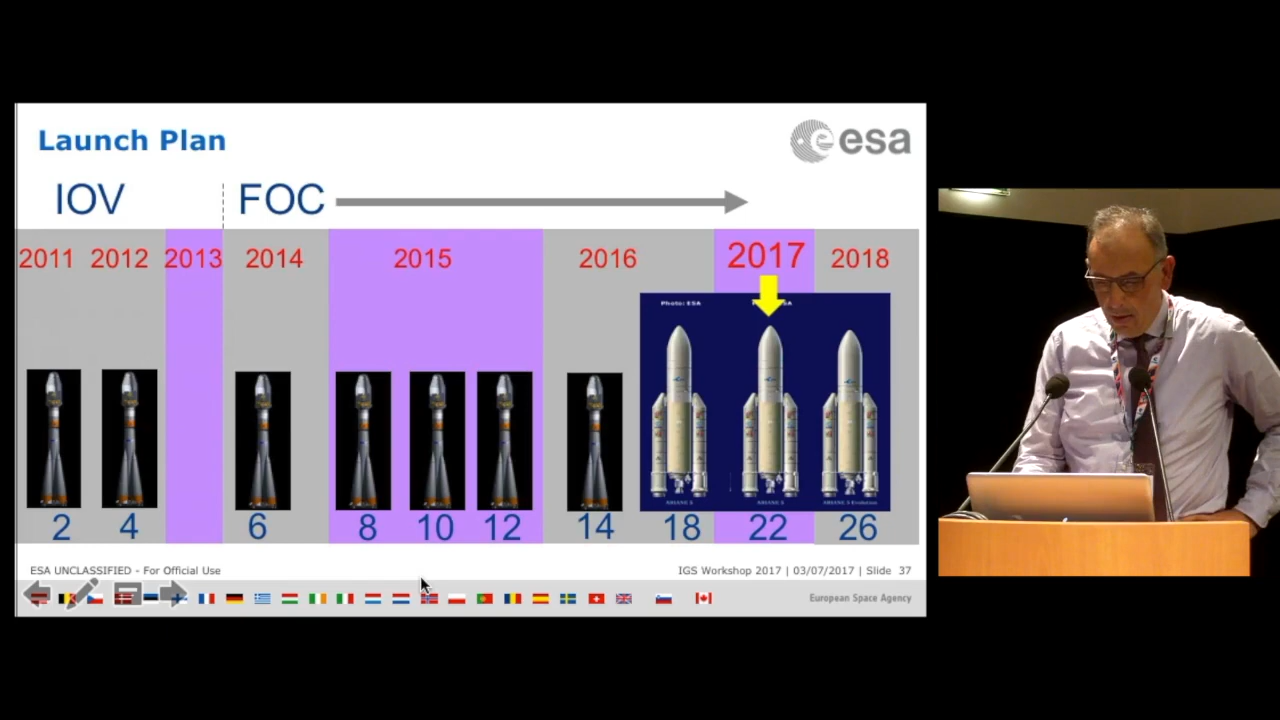 Launch Plan
esa
IOV
FOC
2011 2012 2013 2014 2015 2016 2017 2018
Photo: ESA
2 4 6 8 10 12 14 18 22 26
ESA UNCLASSIFIED - For Official Use
IGS Workshop 2017 | 03/07/2017 | Slide 37
European Space Agency